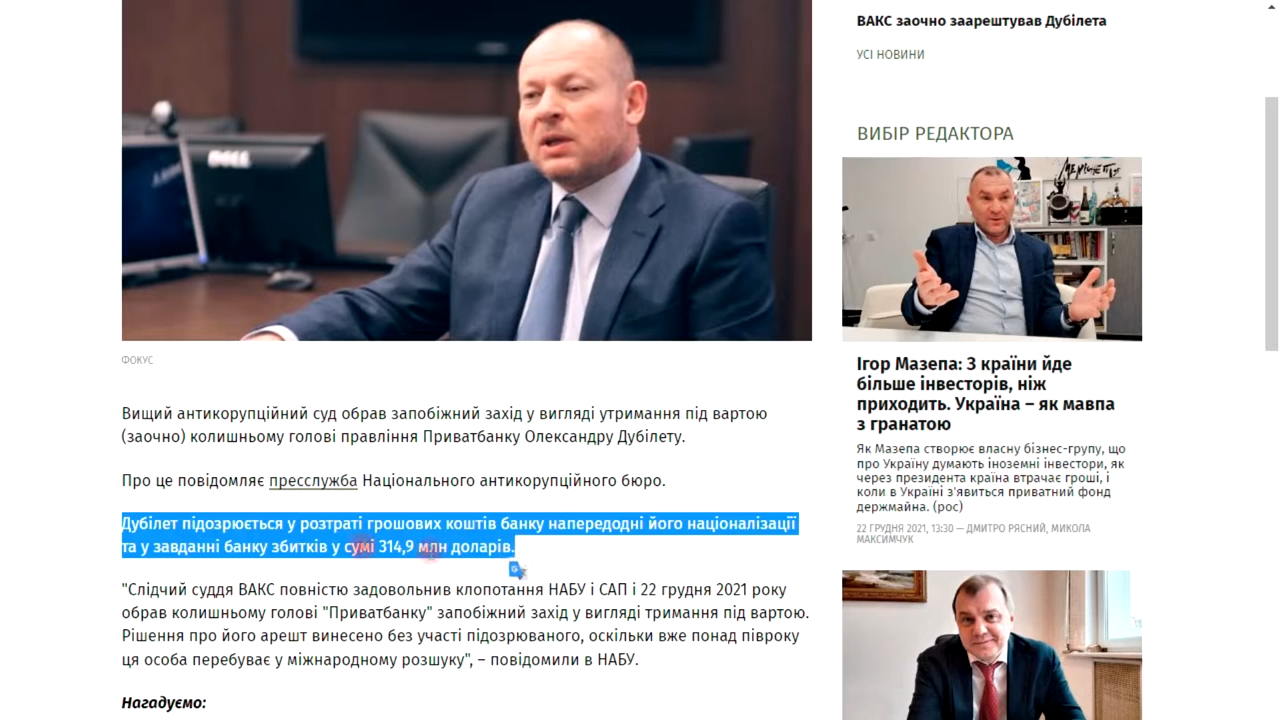 DELL
ФОКУС
Вищий антикорупційний суд обрав запобіжний захід у вигляді утримання під вартою
(заочно) колишньому голові правління Приватбанку Олександру Дубілету.
Про це повідомляє пресслужба Національного антикорупційного бюро.
Дубілет підозрюється у розтраті грошових коштів банку напередодні його націоналізації
та у завданні банку збитків у сумі 314,9 млн доларів.
"Слідчий суддя ВАКС повністю задовольнив клопотання НАБУ і САП і 22 грудня 2021 року
обрав колишньому голові "Приватбанку" запобіжний захід у вигляді тримання під вартою.
Рішення про його арешт винесено без участі підозрюваного, оскільки вже понад півроку
ця особа перебуває у міжнародному розшуку", – повідомили в НАБУ.
Нагадуємо:
ВАКС заочно заарештував Дубілета
УСІ НОВИНИ
ВИБІР РЕДАКТОРА
Ігор Мазепа: З країни йде
більше інвесторів, ніж
приходить. Україна – як мавпа
з гранатою
Як Мазепа створює власну бізнес-групу, що
про Україну думають іноземні інвестори, як
через президента країна втрачає гроші, і
коли в Україні з'явиться приватний фонд
держмайна. (рос)
22 ГРУДНЯ 2021, 13:30 — ДМИТРО РЯСНИЙ, МИКОЛА
МАКСИМЧУК